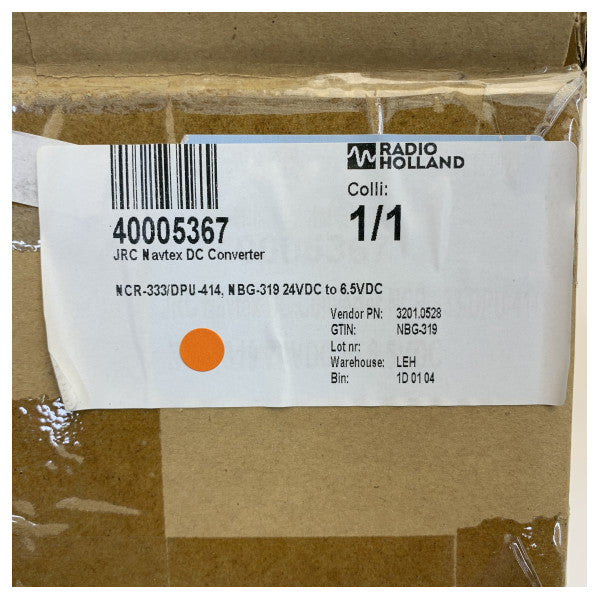 RADIO
HOLLAND
Colli:
1/1
40005367
JRC Navtex DC Converter
NCR-333/DPU-414, NBG-319 24VDC to 6.5VDC
Vendor PN: 3201.0528
GTIN: NBG-319
Lot nr:
Warehouse: LEH
Bin: 1D 01 04